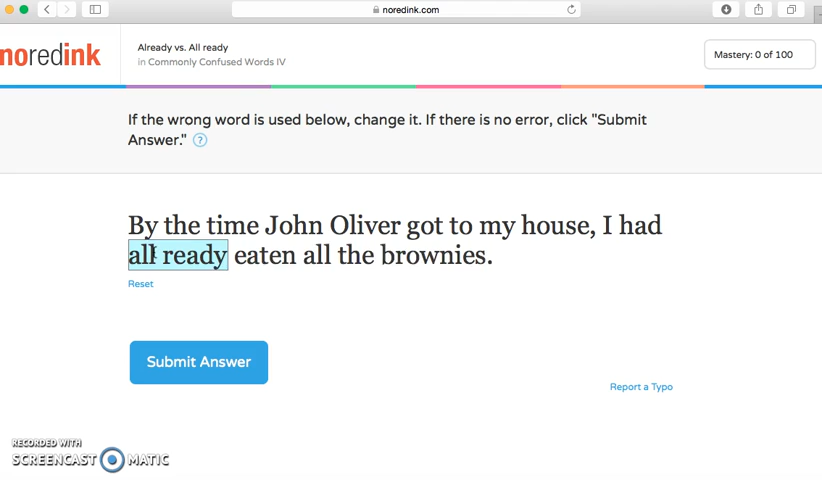 noredink.com
noredink
Already vs. All ready
in Commonly Confused Words IV
Mastery: 0 of 100
If the wrong word is used below, change it. If there is no error, click "Submit
Answer." ?
By the time John Oliver got to my house, I had
all ready eaten all the brownies.
Reset
Submit Answer
Report a Typo
RECORDED WITH
SCREENCAST MATIC